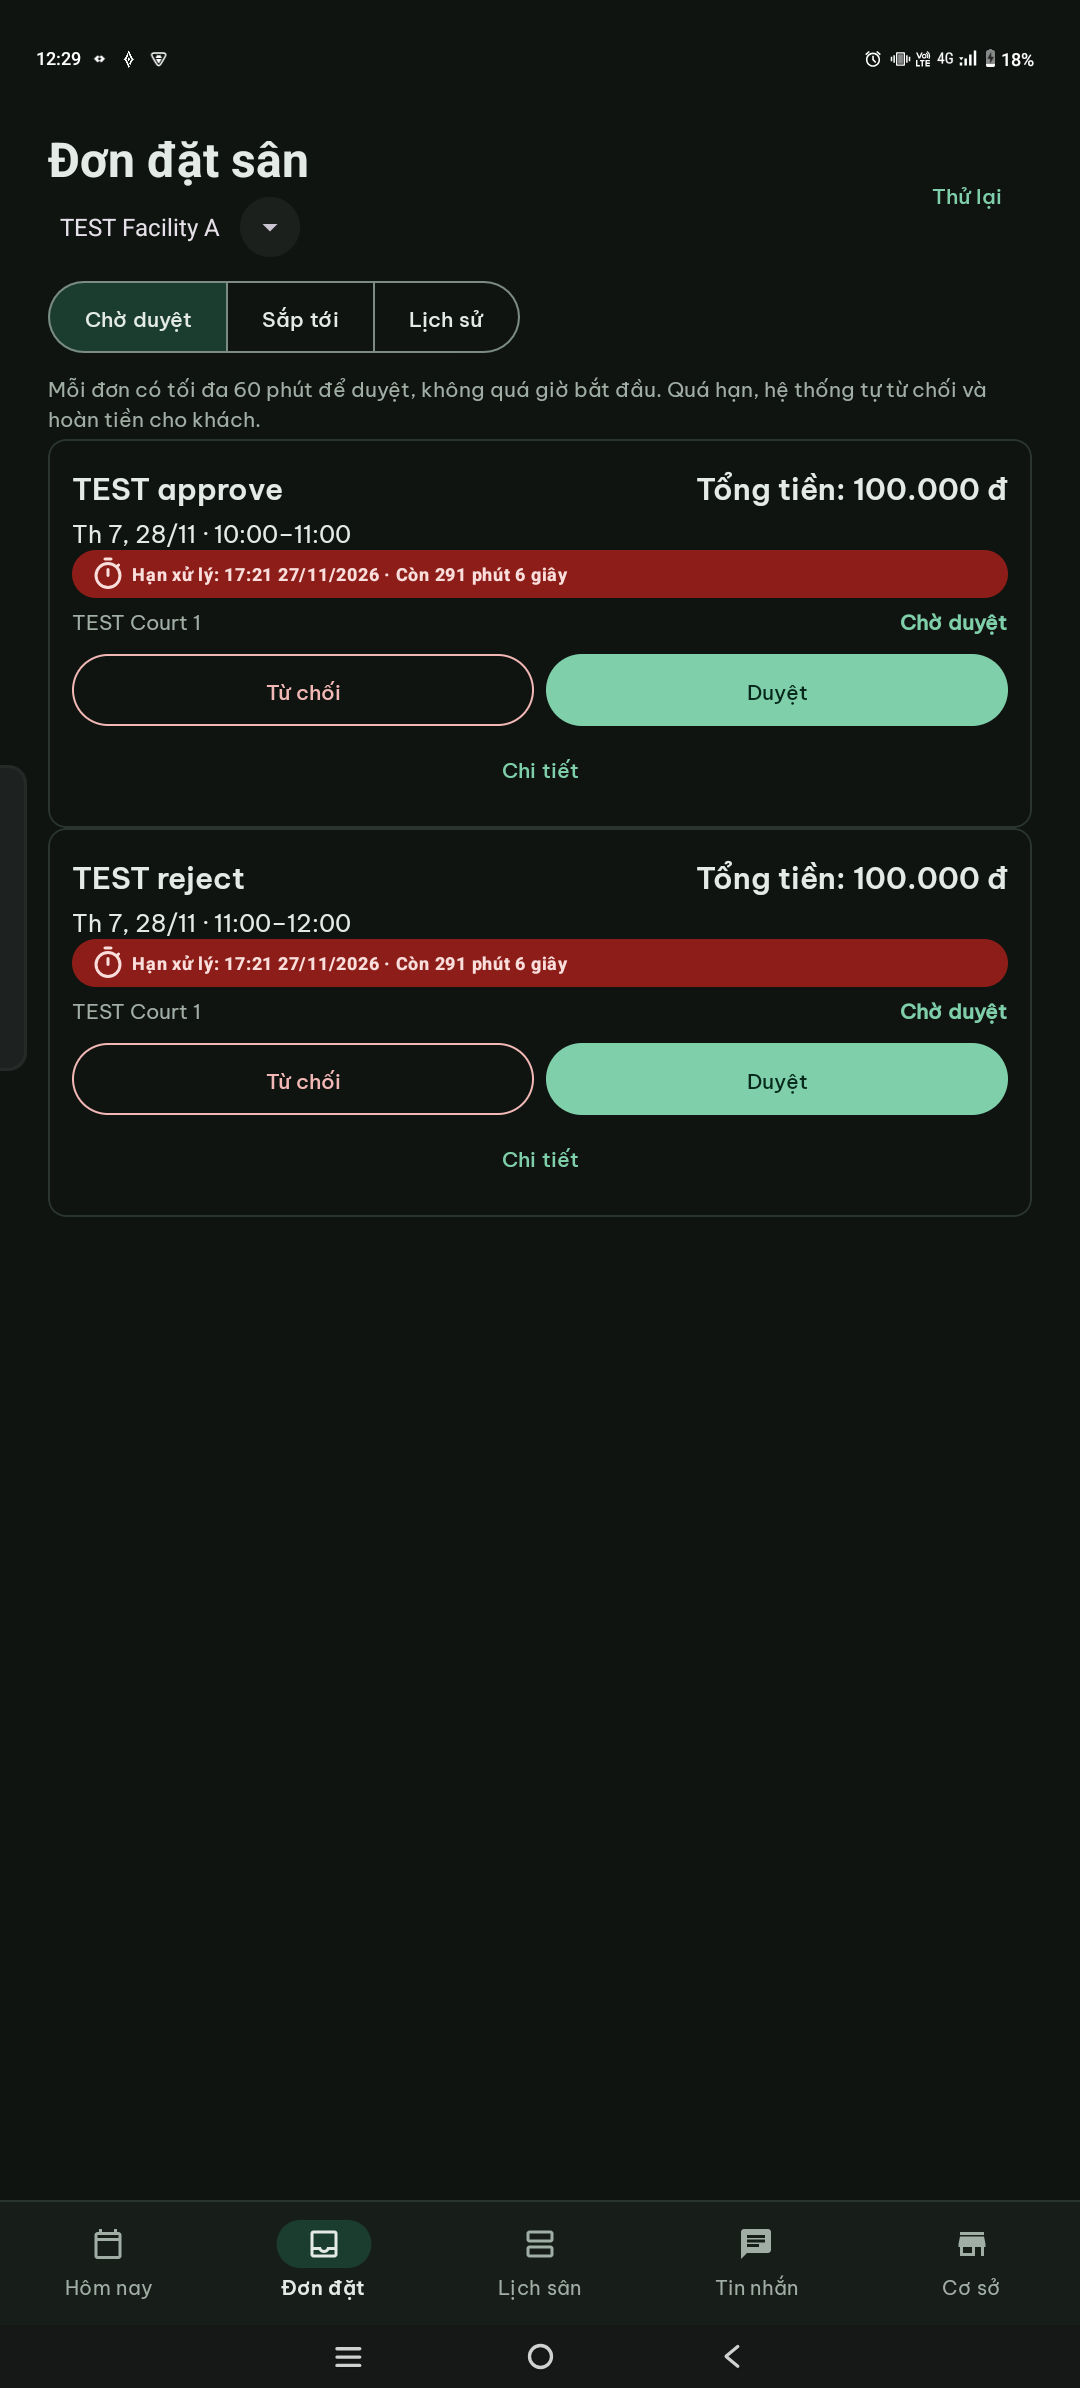 12:29
4G 18%
Đơn đặt sân
Thử lại
TEST Facility A
Chờ duyệt Sắp tới Lịch sử
Mỗi đơn có tối đa 60 phút để duyệt, không quá giờ bắt đầu. Quá hạn, hệ thống tự từ chối và
hoàn tiền cho khách.
TEST approve Tổng tiền: 100.000 đ
Th 7, 28/11 · 10:00–11:00
Hạn xử lý: 17:21 27/11/2026 · Còn 291 phút 6 giây
TEST Court 1 Chờ duyệt
Từ chối Duyệt
Chi tiết
TEST reject Tổng tiền: 100.000 đ
Th 7, 28/11 · 11:00–12:00
Hạn xử lý: 17:21 27/11/2026 · Còn 291 phút 6 giây
TEST Court 1 Chờ duyệt
Từ chối Duyệt
Chi tiết
Hôm nay Đơn đặt Lịch sân Tin nhắn Cơ sở